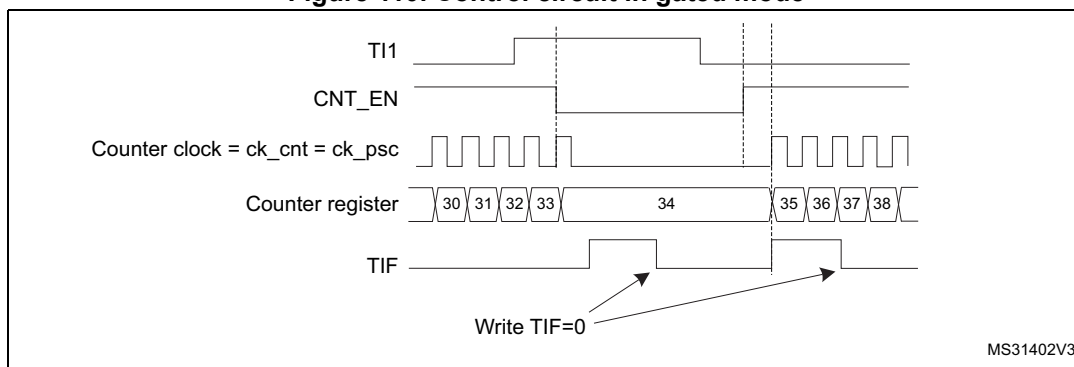 TI1
CNT_EN
Counter clock = ck_cnt = ck_psc
Counter register 30 31 32 33 34 35 36 37 38
TIF
Write TIF=0
MS31402V3